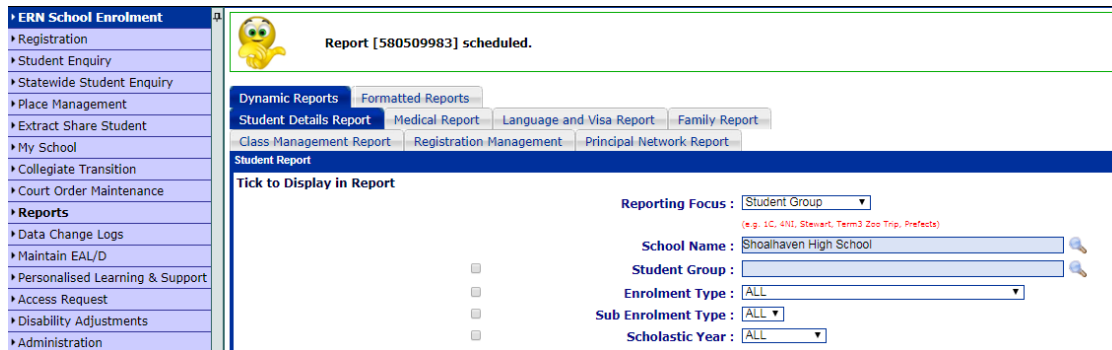 ERN School Enrolment
Registration
Student Enquiry
Statewide Student Enquiry
Place Management
Extract Share Student
My School
Collegiate Transition
Court Order Maintenance
Reports
Data Change Logs
Maintain EAL/D
Personalised Learning & Support
Access Request
Disability Adjustments
Administration
Report [580509983] scheduled.
Dynamic Reports Formatted Reports
Student Details Report Medical Report Language and Visa Report Family Report
Class Management Report Registration Management Principal Network Report
Student Report
Tick to Display in Report
Reporting Focus : Student Group
(e.g. 1C, 4NI, Stewart, Term3 Zoo Trip, Prefects)
School Name : Shoalhaven High School
Student Group :
Enrolment Type : ALL
Sub Enrolment Type : ALL
Scholastic Year : ALL